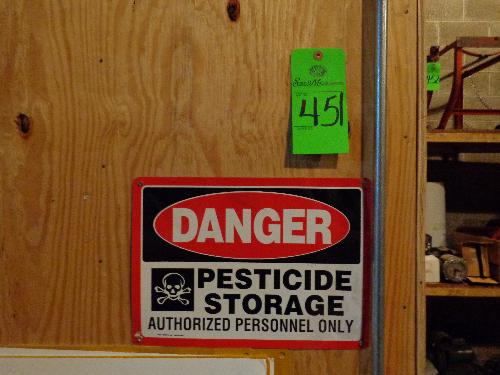 451
DANGER
PESTICIDE
STORAGE
AUTHORIZED PERSONNEL ONLY